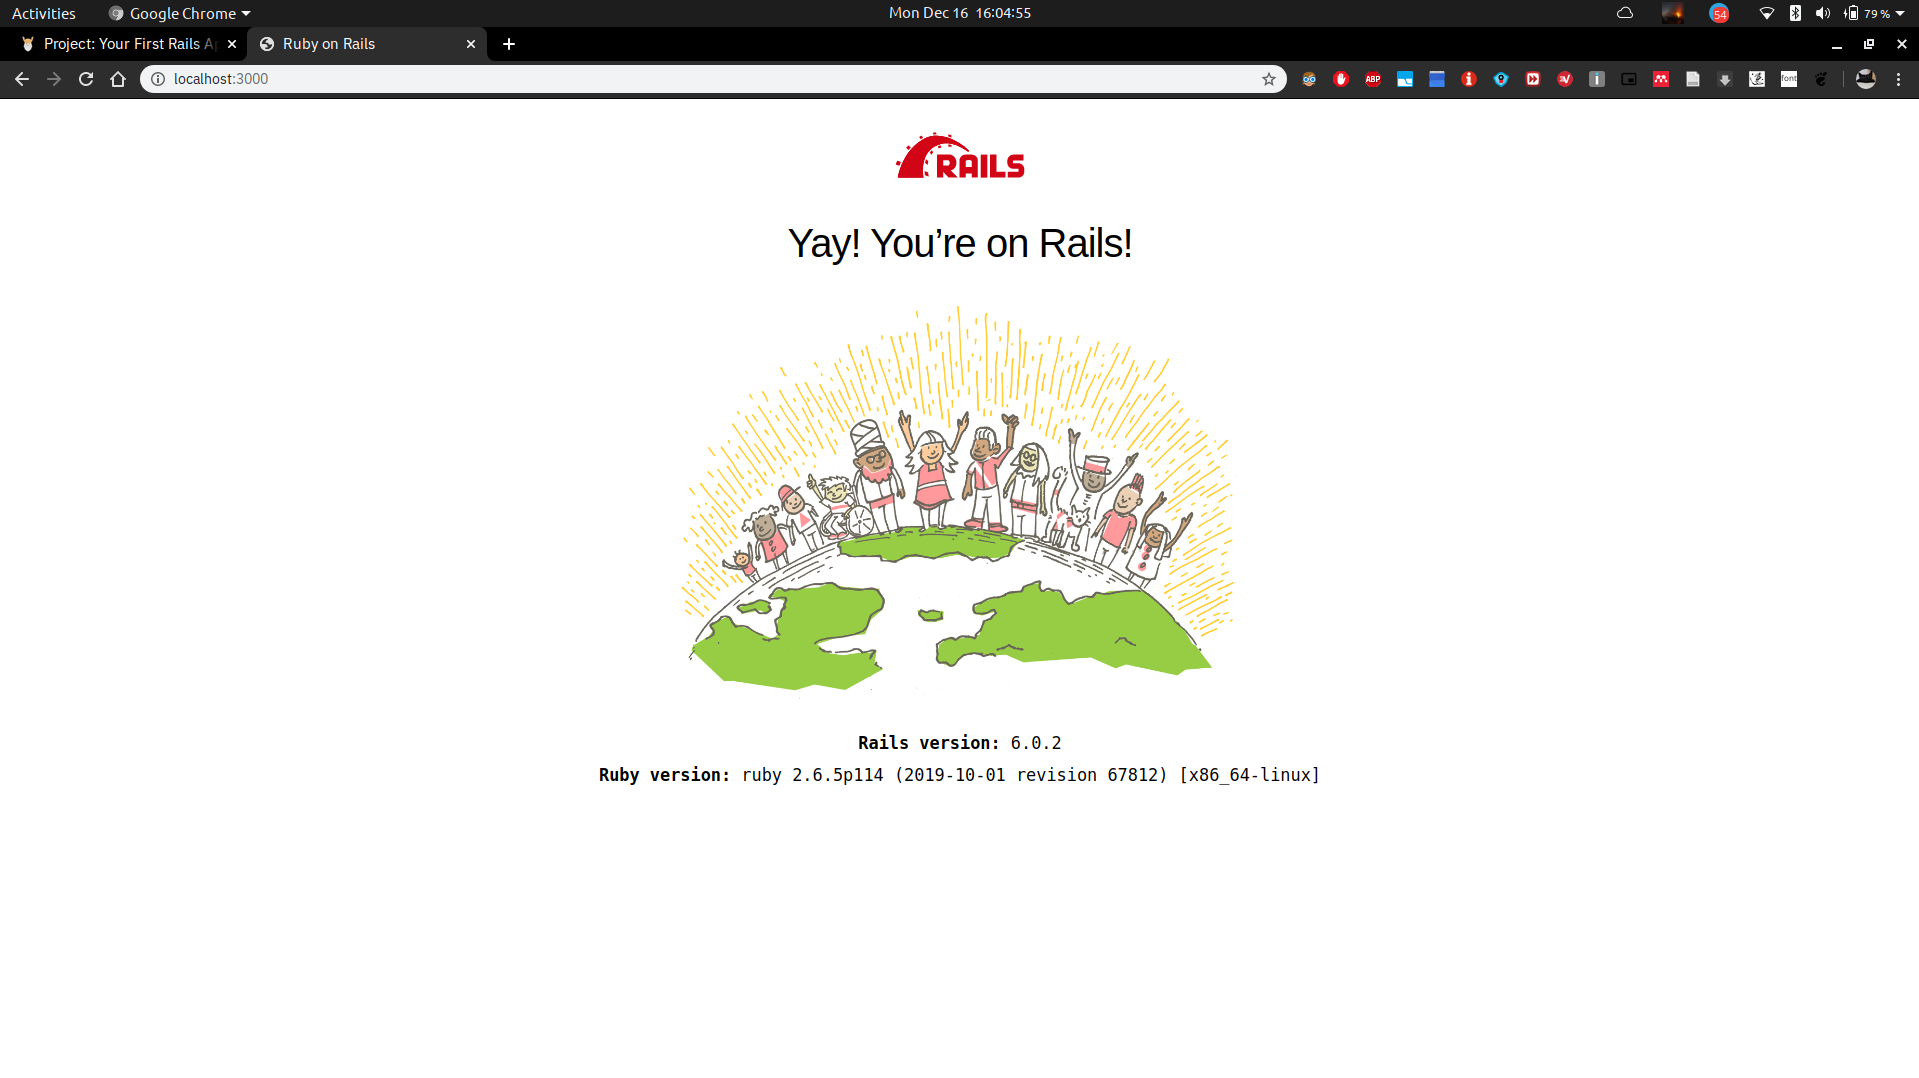 Activities
Google Chrome
Mon Dec 16 16:04:55
54
79 %
Project: Your First Rails A
Ruby on Rails
localhost:3000
ABP
font
RAILS
Yay! You’re on Rails!
Rails version: 6.0.2
Ruby version: ruby 2.6.5p114 (2019-10-01 revision 67812) [x86_64-linux]